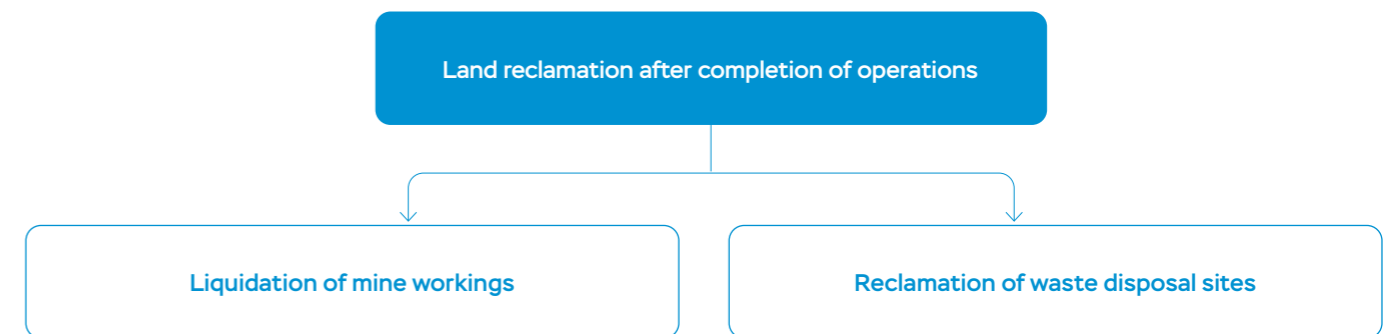 Land reclamation after completion of operations
Liquidation of mine workings
Reclamation of waste disposal sites